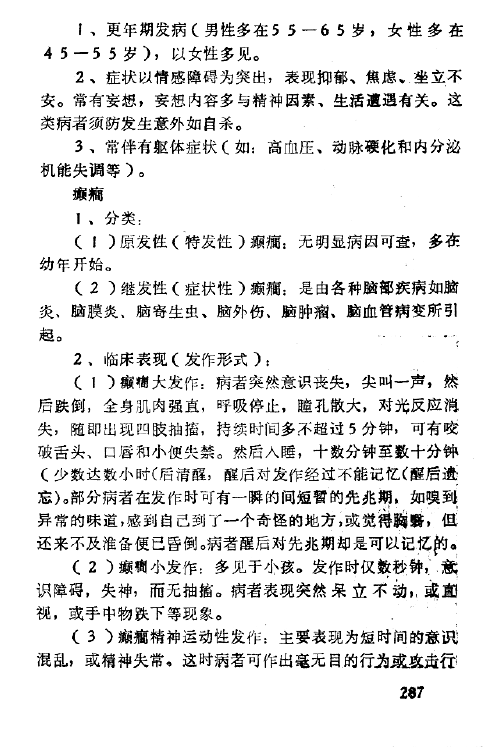 1、更年期发病(男性多在55—65岁，女性多在
45—55岁)，以女性多见。
2、症状以情感障碍为突出，表现抑郁、焦虑、坐立不
安。常有妄想，妄想内容多与精神因素、生活遭遇有关。这
类病者须防发生意外如自杀。
3、常伴有躯体症状(如：高血压、动脉硬化和内分泌
机能失调等)。
癫痫
1、分类：
(1)原发性(特发性)癫痫：无明显病因可查，多在
幼年开始。
(2)继发性(症状性)癫痫：是由各种脑部疾病如脑
炎、脑膜炎、脑寄生虫、脑外伤、脑肿瘤、脑血管病变所引
起。
2、临床表现(发作形式)：
(1)癫痫大发作：病者突然意识丧失，尖叫一声，然
后跌倒，全身肌肉强直，呼吸停止，瞳孔散大，对光反应消
失，随即出现四肢抽搐，持续时间多不超过5分钟，可有咬
破舌头、口唇和小便失禁。然后入睡，十数分钟至数十分钟
(少数达数小时(后清醒，醒后对发作经过不能记忆(醒后遗
忘)。部分病者在发作时可有一瞬的间短暂的先兆期，如嗅到
异常的味道，感到自己到了一个奇怪的地方，或觉得胸窘，但
还来不及准备便已昏倒。病者醒后对先兆期却是可以记忆的。
(2)癫痫小发作：多见于小孩。发作时仅数秒钟，意
识障碍，失神，而无抽搐。病者表现突然呆立不动，或直
视，或手中物跌下等现象。
(3)癫痫精神运动性发作：主要表现为短时间的意识
混乱，或精神失常。这时病者可作出毫无目的行为或攻击行
287